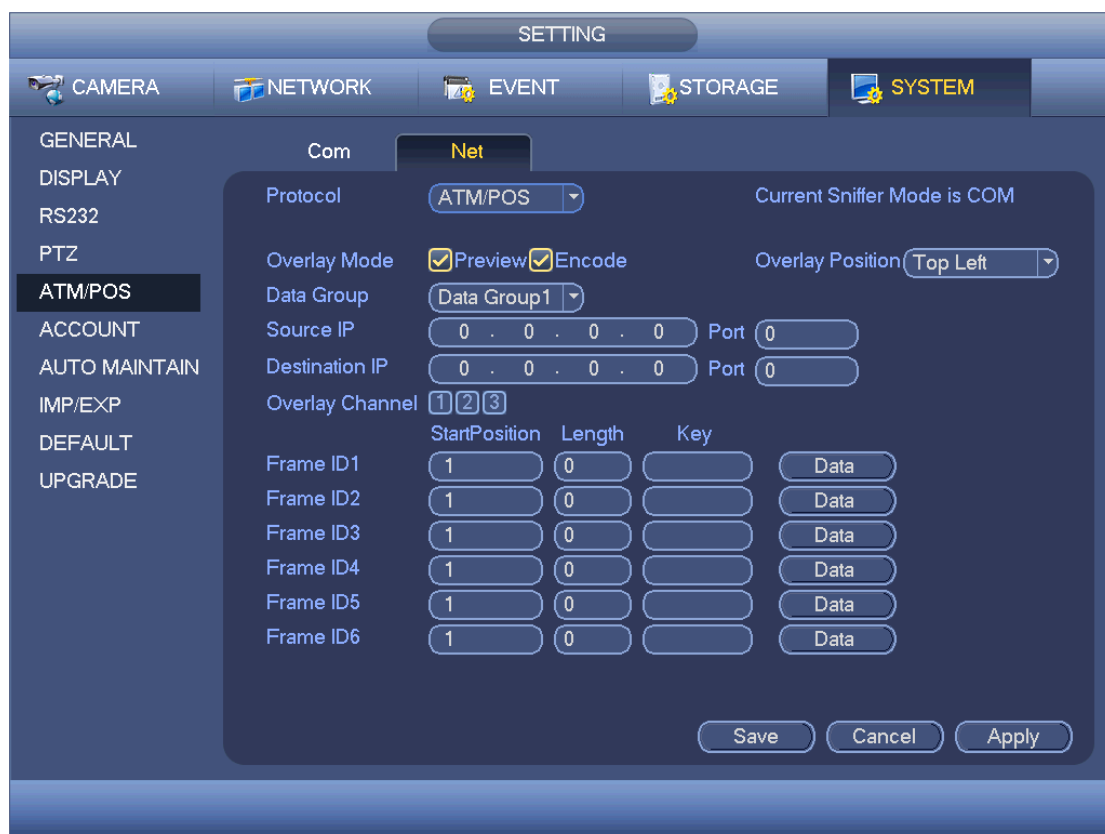 SETTING
CAMERA NETWORK EVENT STORAGE SYSTEM
GENERAL
DISPLAY
RS232
PTZ
ATM/POS
ACCOUNT
AUTO MAINTAIN
IMP/EXP
DEFAULT
UPGRADE
Com Net
Protocol ATM/POS Current Sniffer Mode is COM
Overlay Mode Preview Encode Overlay Position Top Left
Data Group Data Group1
Source IP 0 . 0 . 0 . 0 Port 0
Destination IP 0 . 0 . 0 . 0 Port 0
Overlay Channel 1 2 3
StartPosition Length Key
Frame ID1 1 0 Data
Frame ID2 1 0 Data
Frame ID3 1 0 Data
Frame ID4 1 0 Data
Frame ID5 1 0 Data
Frame ID6 1 0 Data
Save Cancel Apply